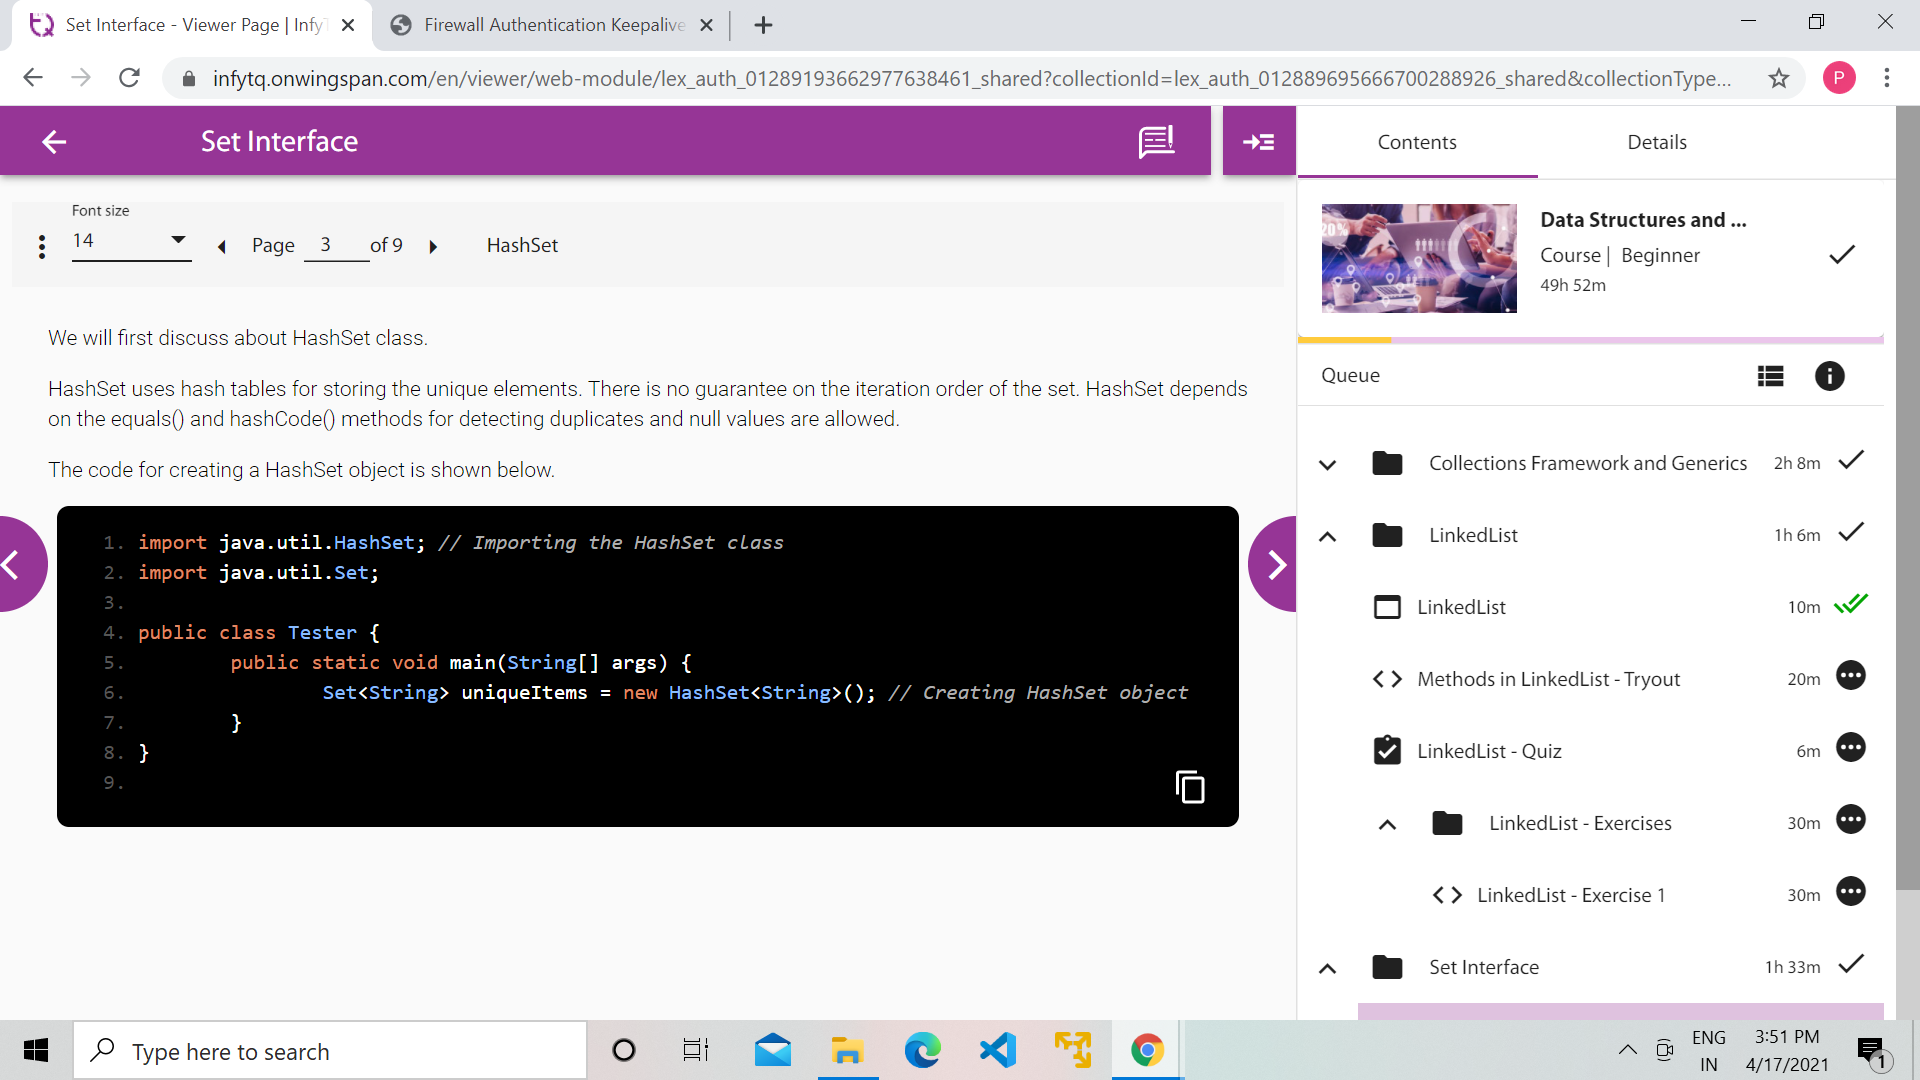 Set Interface - Viewer Page | Infy
Firewall Authentication Keepalive
infytq.onwingspan.com/en/viewer/web-module/lex_auth_01289193662977638461_shared?collectionId=lex_auth_012889695666700288926_shared&collectionType...
P
Set Interface
Font size
14
Page 3 of 9
HashSet
We will first discuss about HashSet class.
HashSet uses hash tables for storing the unique elements. There is no guarantee on the iteration order of the set. HashSet depends
on the equals() and hashCode() methods for detecting duplicates and null values are allowed.
The code for creating a HashSet object is shown below.
1. import java.util.HashSet; // Importing the HashSet class
2. import java.util.Set;
3.
4. public class Tester {
5. public static void main(String[] args) {
6. Set<String> uniqueItems = new HashSet<String>(); // Creating HashSet object
7. }
8. }
9.
Contents
Details
20%
Data Structures and ...
Course | Beginner
49h 52m
Queue
Collections Framework and Generics 2h 8m
LinkedList 1h 6m
LinkedList 10m
Methods in LinkedList - Tryout 20m
LinkedList - Quiz 6m
LinkedList - Exercises 30m
LinkedList - Exercise 1 30m
Set Interface 1h 33m
Type here to search
ENG
IN
3:51 PM
4/17/2021
1